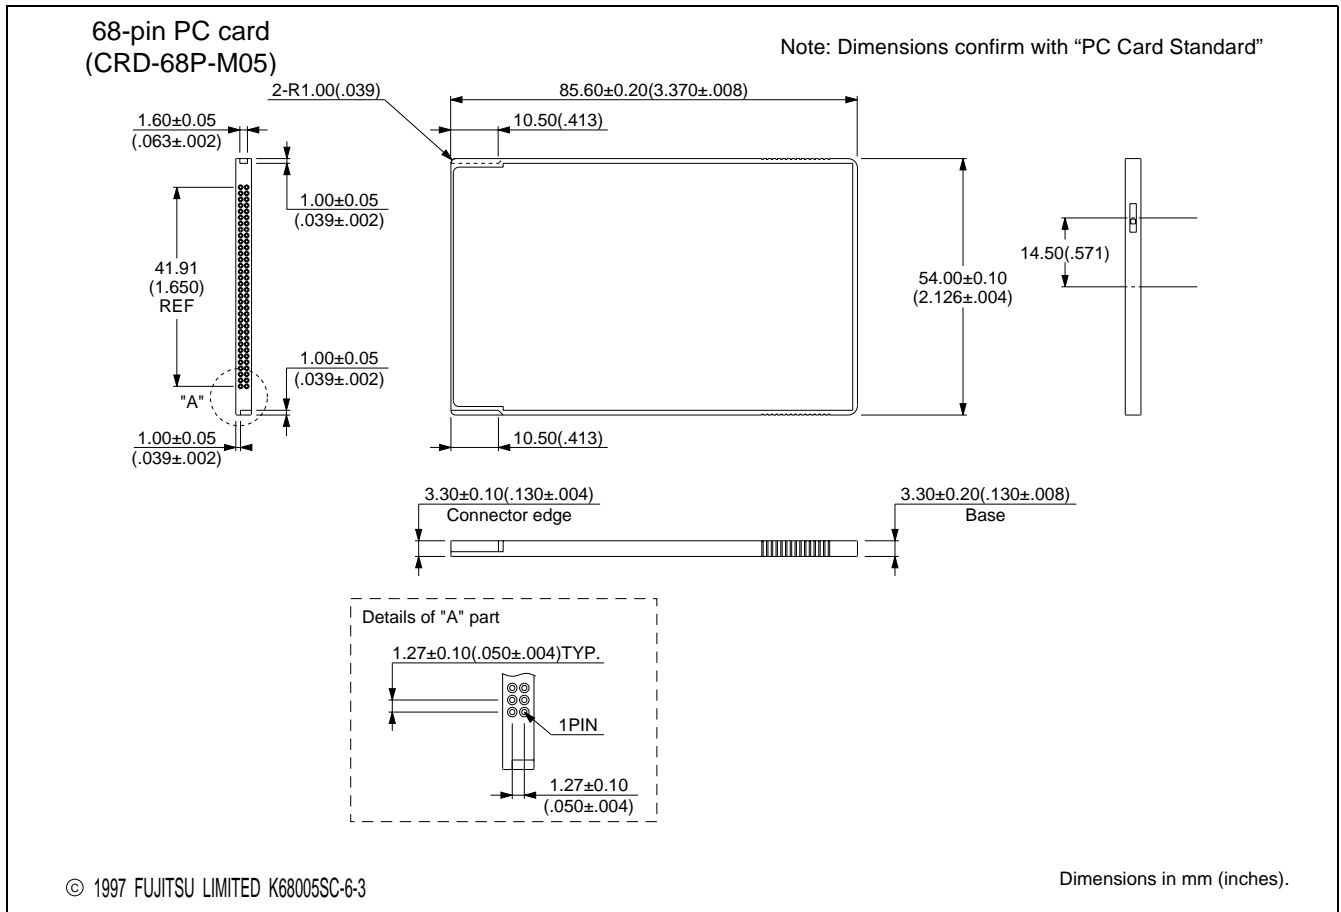 68-pin PC card
(CRD-68P-M05)
Note: Dimensions confirm with “PC Card Standard”
2-R1.00(.039)
85.60±0.20(3.370±.008)
10.50(.413)
1.60±0.05
(.063±.002)
1.00±0.05
(.039±.002)
41.91
(1.650)
REF
14.50(.571)
54.00±0.10
(2.126±.004)
1.00±0.05
(.039±.002)
"A"
1.00±0.05
(.039±.002)
10.50(.413)
3.30±0.10(.130±.004)
Connector edge
3.30±0.20(.130±.008)
Base
Details of "A" part
1.27±0.10(.050±.004)TYP.
1PIN
1.27±0.10
(.050±.004)
© 1997 FUJITSU LIMITED K68005SC-6-3
Dimensions in mm (inches).